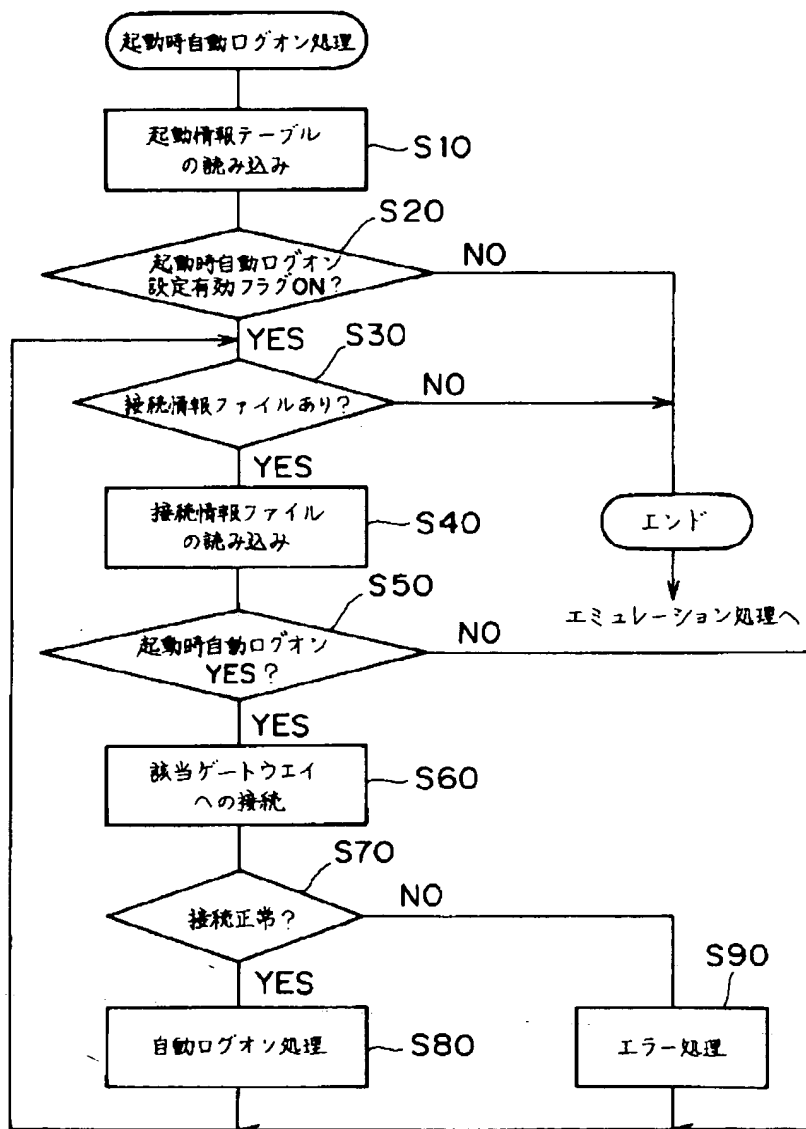 起動時自動ログオン処理
起動情報テーブル
の読み込み
S10
S20
起動時自動ログオン
設定有効フラグON?
NO
YES
S30
接続情報ファイルあり?
NO
YES
接続情報ファイル
の読み込み
S40
エンド
エミュレーション処理へ
S50
起動時自動ログオン
YES?
NO
YES
該当ゲートウエイ
への接続
S60
S70
接続正常?
NO
YES
S90
自動ログオン処理
S80
エラー処理